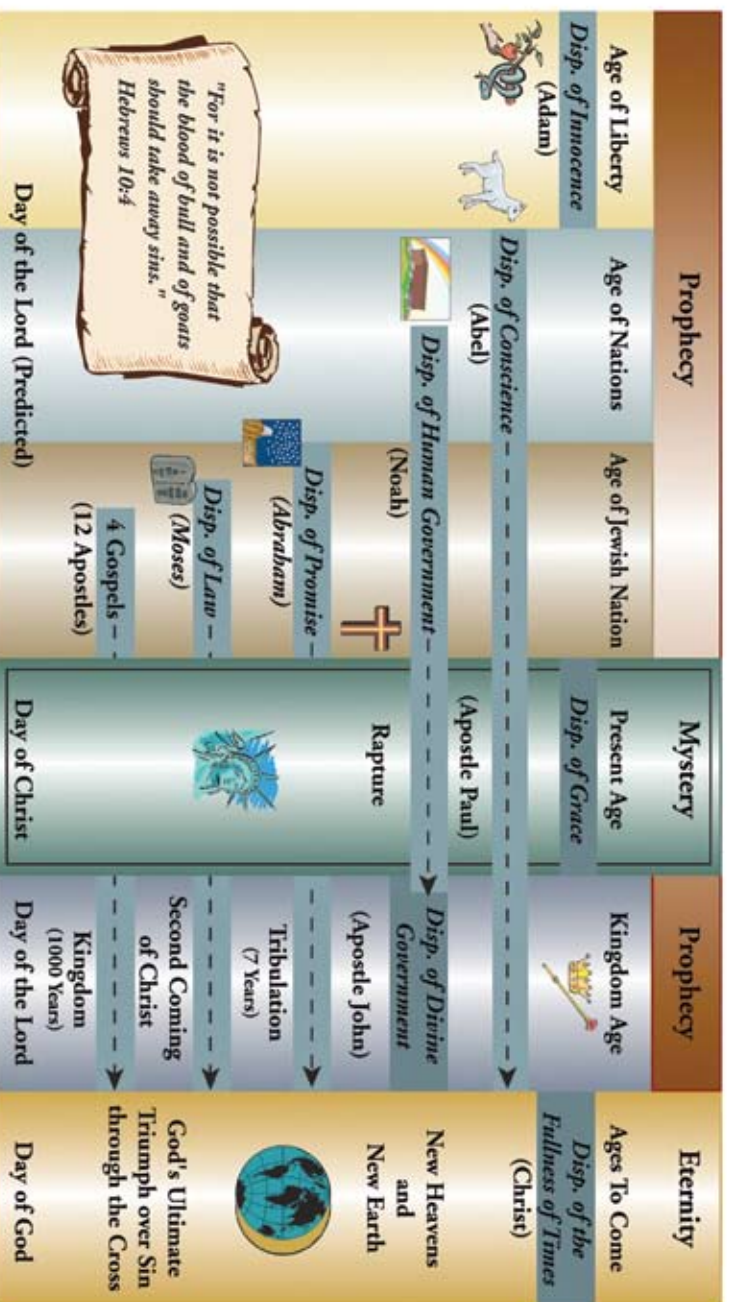 Prophecy
Mystery
Prophecy
Eternity
Age of Liberty
Age of Nations
Age of Jewish Nation
Present Age
Kingdom Age
Ages To Come
Disp. of Innocence
(Adam)
Disp. of Conscience
(Abel)
Disp. of Human Government
(Noah)
Disp. of Promise
(Abraham)
Disp. of Law
(Moses)
4 Gospels
(12 Apostles)
"For it is not possible that
the blood of bull and of goats
should take away sins."
Hebrews 10:4
Day of the Lord (Predicted)
Disp. of Grace
(Apostle Paul)
Rapture
Day of Christ
Disp. of Divine
Government
(Apostle John)
Tribulation
(7 Years)
Second Coming
of Christ
Kingdom
(1000 Years)
Day of the Lord
Disp. of the
Fullness of Times
(Christ)
New Heavens
and
New Earth
God's Ultimate
Triumph over Sin
through the Cross
Day of God